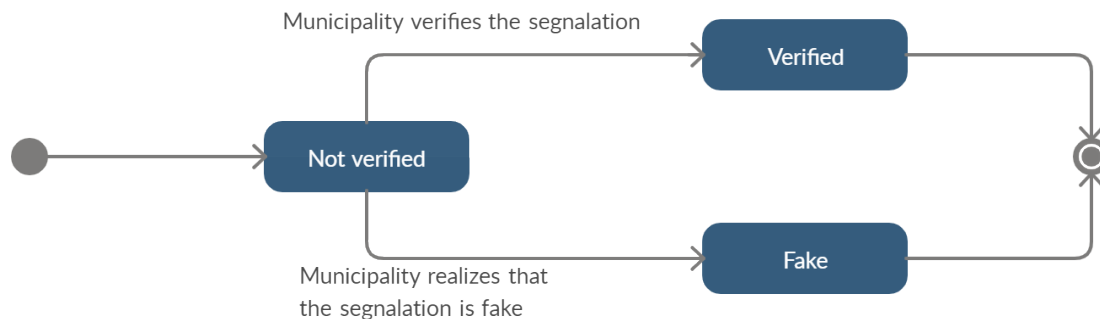 Municipality verifies the segnalation
Verified
Not verified
Fake
Municipality realizes that
the segnalation is fake